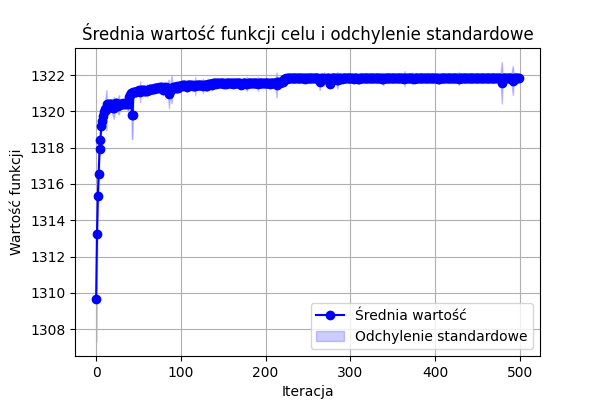 Średnia wartość funkcji celu i odchylenie standardowe
Wartość funkcji
1322
1320
1318
1316
1314
1312
1310
1308
0 100 200 300 400 500
Iteracja
Średnia wartość
Odchylenie standardowe